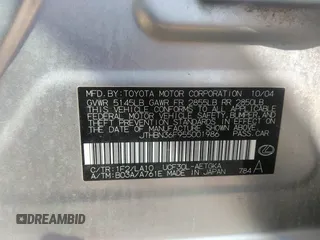 MFD. BY: TOYOTA MOTOR CORPORATION 10/04
GVWR 5145LB GAWR FR 2855LB RR 2850LB
THIS VEHICLE CONFORMS TO ALL APPLICABLE FEDERAL
MOTOR VEHICLE SAFETY, BUMPER, AND THEFT PREVENTION
STANDARDS IN EFFECT ON THE DATE OF
MANUFACTURE SHOWN ABOVE.
JTHBN36F955001986 PASS. CAR
C/TR: 1F2/LA10 UCF30L-AETGKA
A/TM: B03A/A761E MADE IN JAPAN 784 A
AUTOBIDMASTER